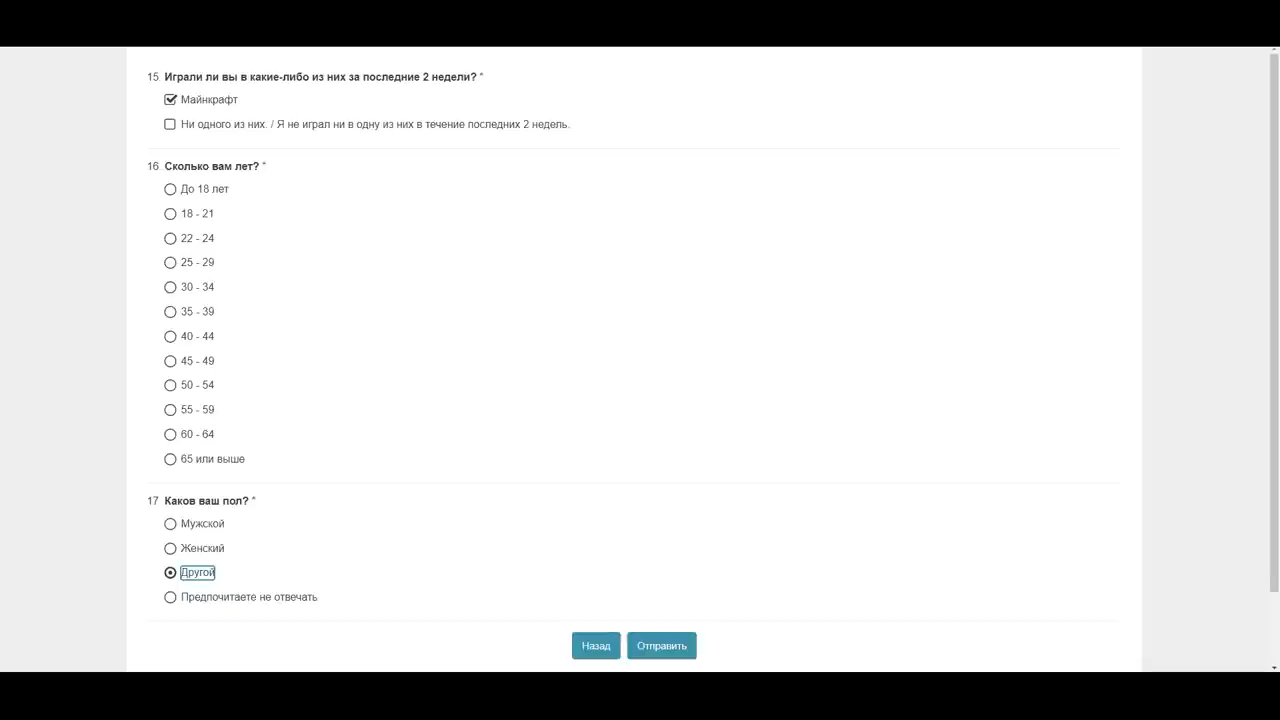 15 Играли ли вы в какие-либо из них за последние 2 недели? *
Майнкрафт
Ни одного из них. / Я не играл ни в одну из них в течение последних 2 недель.
16 Сколько вам лет? *
До 18 лет
18 - 21
22 - 24
25 - 29
30 - 34
35 - 39
40 - 44
45 - 49
50 - 54
55 - 59
60 - 64
65 или выше
17 Каков ваш пол? *
Мужской
Женский
Другой
Предпочитаете не отвечать
Назад Отправить